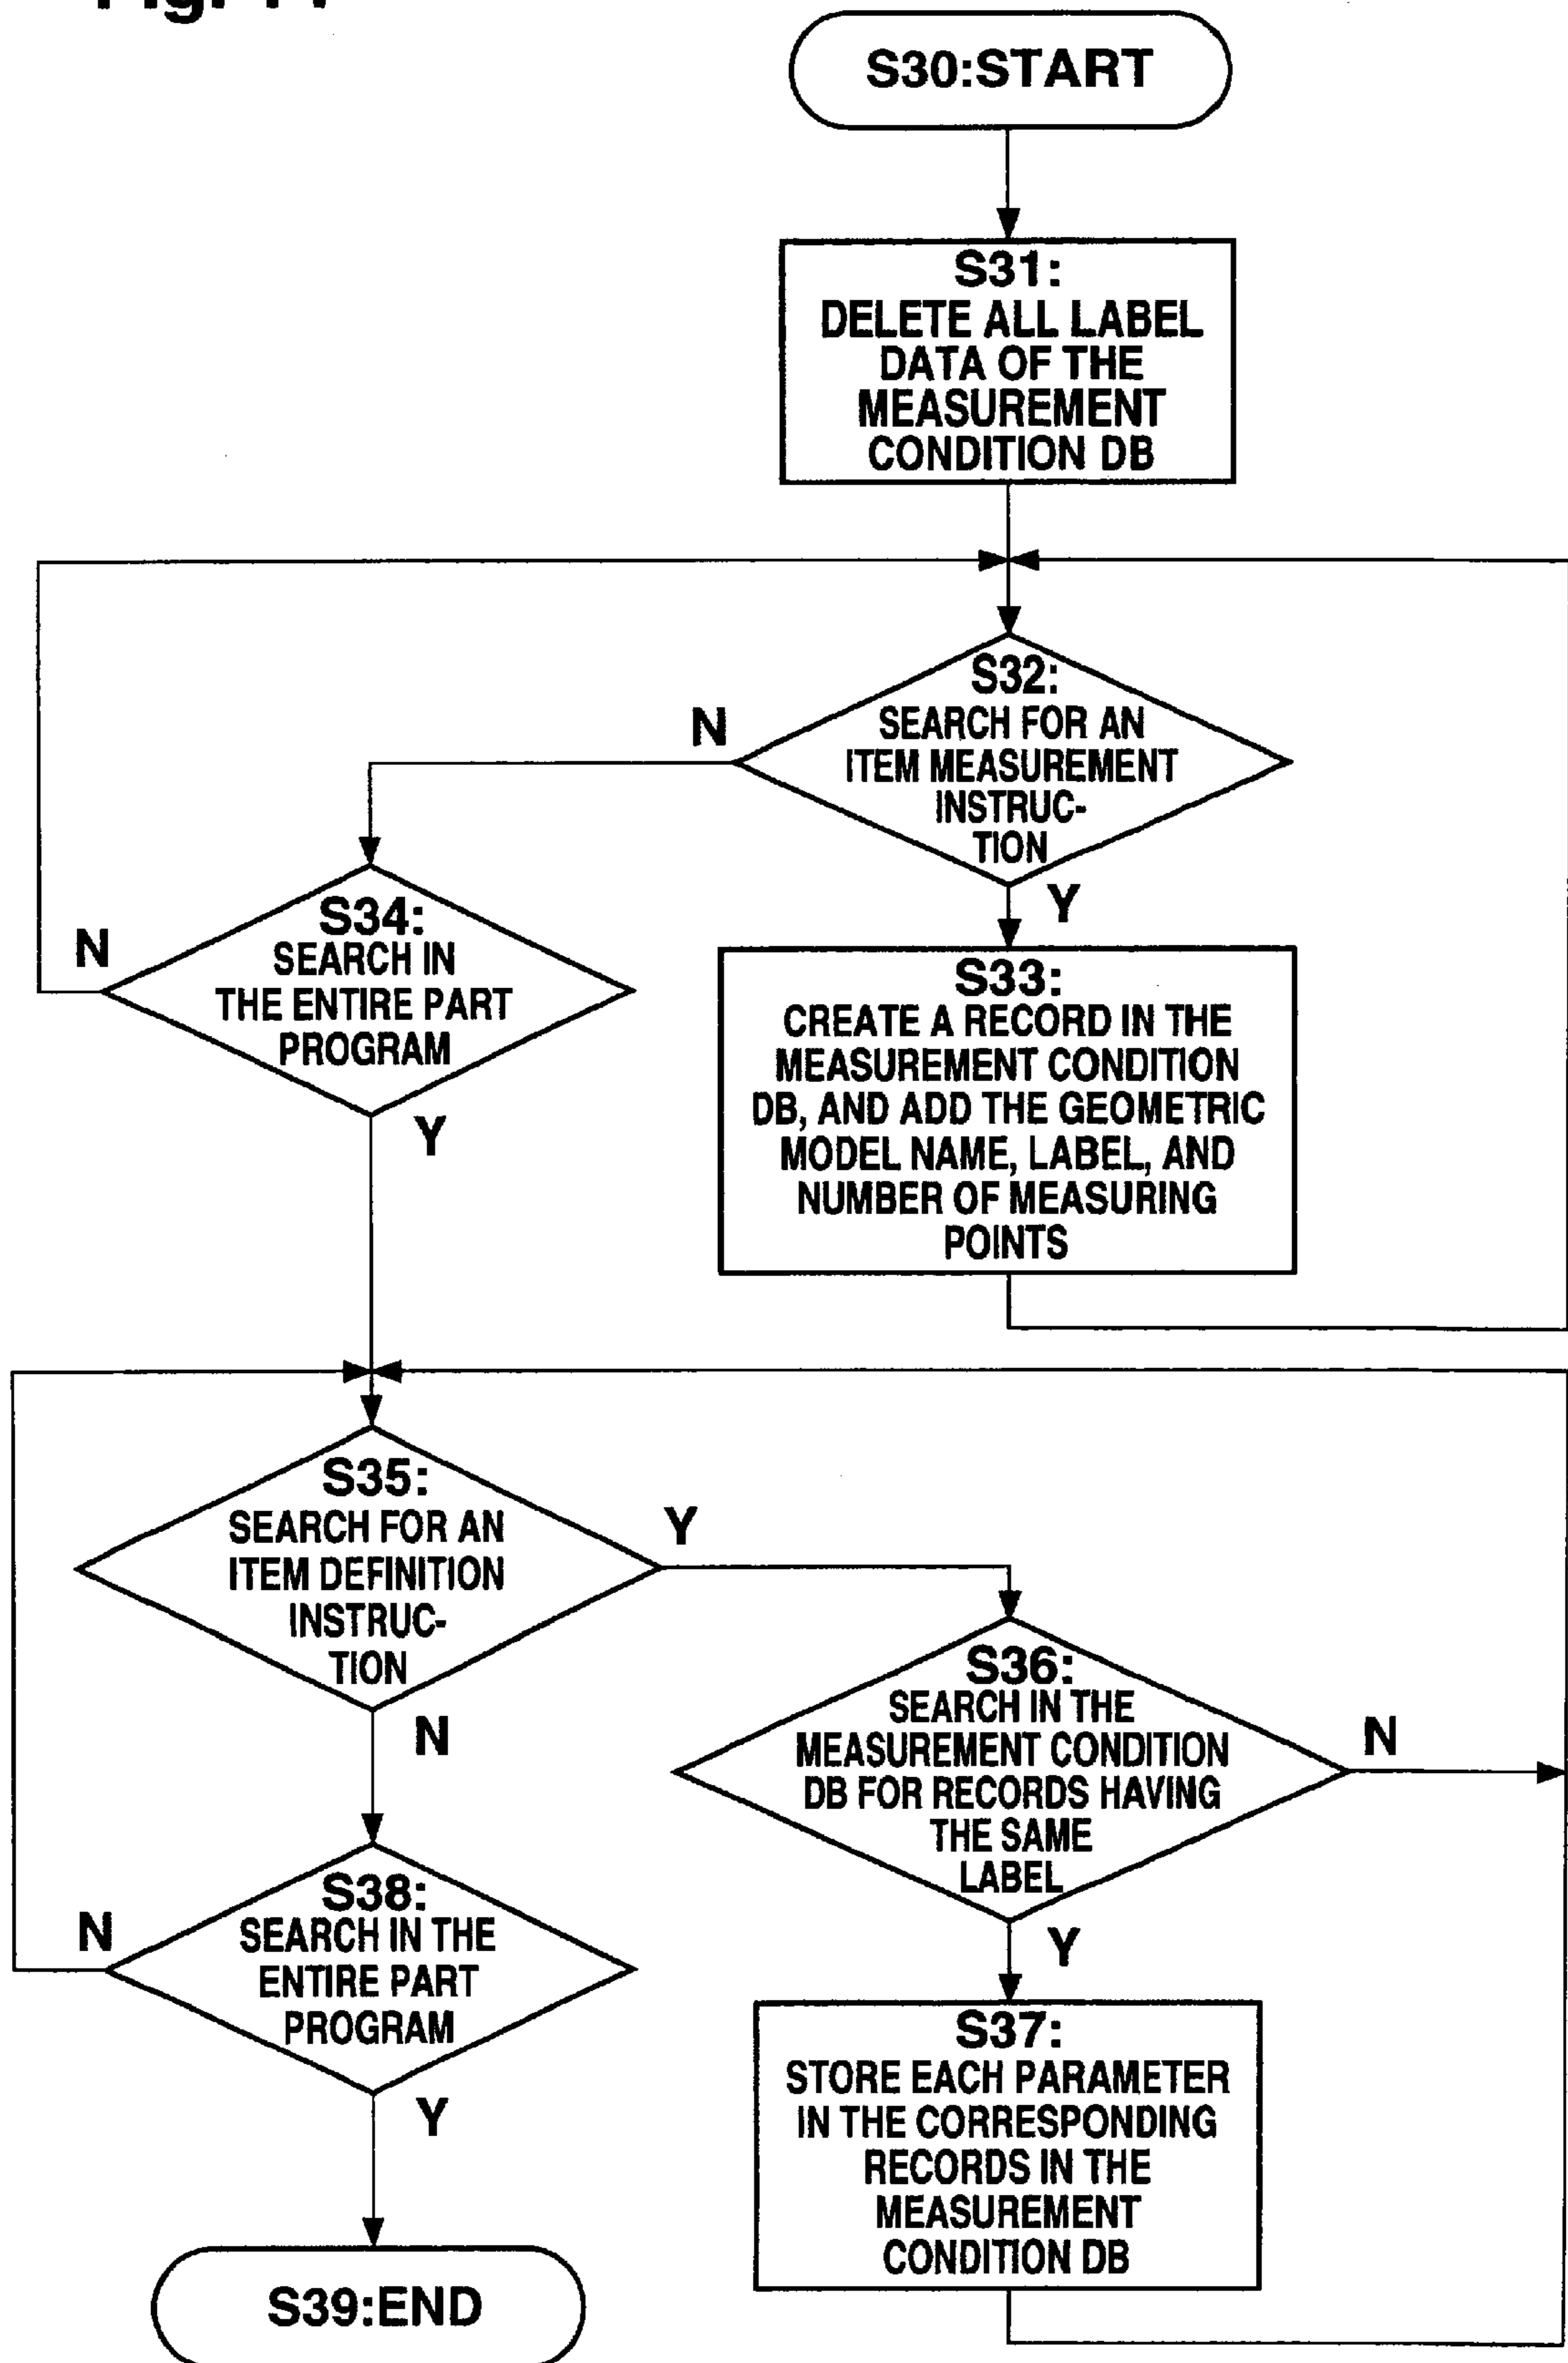 S30:START
S31:
DELETE ALL LABEL
DATA OF THE
MEASUREMENT
CONDITION DB
S32:
SEARCH FOR AN
ITEM MEASUREMENT
INSTRUC-
TION
N
Y
S34:
SEARCH IN
THE ENTIRE PART
PROGRAM
N
Y
S33:
CREATE A RECORD IN THE
MEASUREMENT CONDITION
DB, AND ADD THE GEOMETRIC
MODEL NAME, LABEL, AND
NUMBER OF MEASURING
POINTS
S35:
SEARCH FOR AN
ITEM DEFINITION
INSTRUC-
TION
Y
N
S36:
SEARCH IN THE
MEASUREMENT CONDITION
DB FOR RECORDS HAVING
THE SAME
LABEL
N
Y
S38:
SEARCH IN THE
ENTIRE PART
PROGRAM
N
Y
S37:
STORE EACH PARAMETER
IN THE CORRESPONDING
RECORDS IN THE
MEASUREMENT
CONDITION DB
S39:END